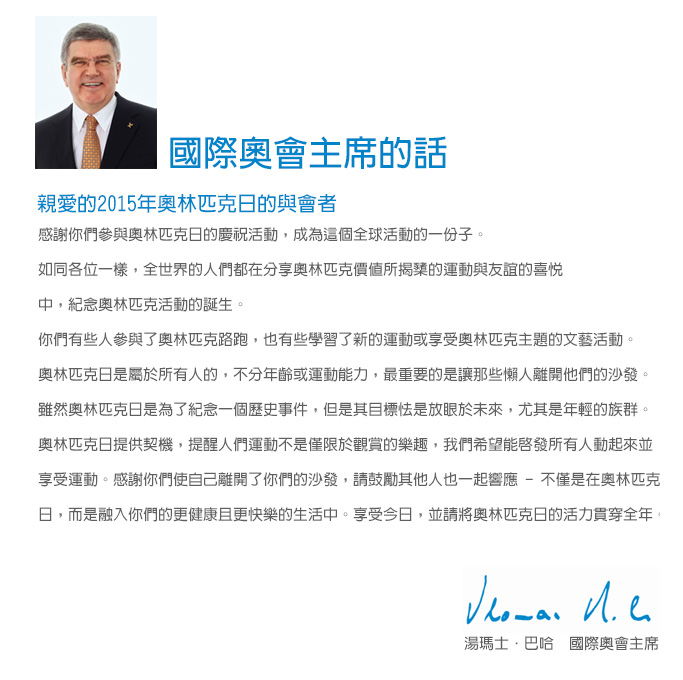 國際奧會主席的話
親愛的2015年奧林匹克日的與會者
感謝你們參與奧林匹克日的慶祝活動，成為這個全球活動的一份子。
如同各位一樣，全世界的人們都在分享奧林匹克價值所揭櫫的運動與友誼的喜悅
中，紀念奧林匹克活動的誕生。
你們有些人參與了奧林匹克路跑，也有些學習了新的運動或享受奧林匹克主題的文藝活動。
奧林匹克日是屬於所有人的，不分年齡或運動能力，最重要的是讓那些懶人離開他們的沙發。
雖然奧林匹克日是為了紀念一個歷史事件，但是其目標怯是放眼於未來，尤其是年輕的族群。
奧林匹克日提供契機，提醒人們運動不是僅限於觀賞的樂趣，我們希望能啓發所有人動起來並
享受運動。感謝你們使自己離開了你們的沙發，請鼓勵其他人也一起響應 – 不僅是在奧林匹克
日，而是融入你們的更健康且更快樂的生活中。享受今日，並請將奧林匹克日的活力貫穿全年。
湯瑪士．巴哈　國際奧會主席